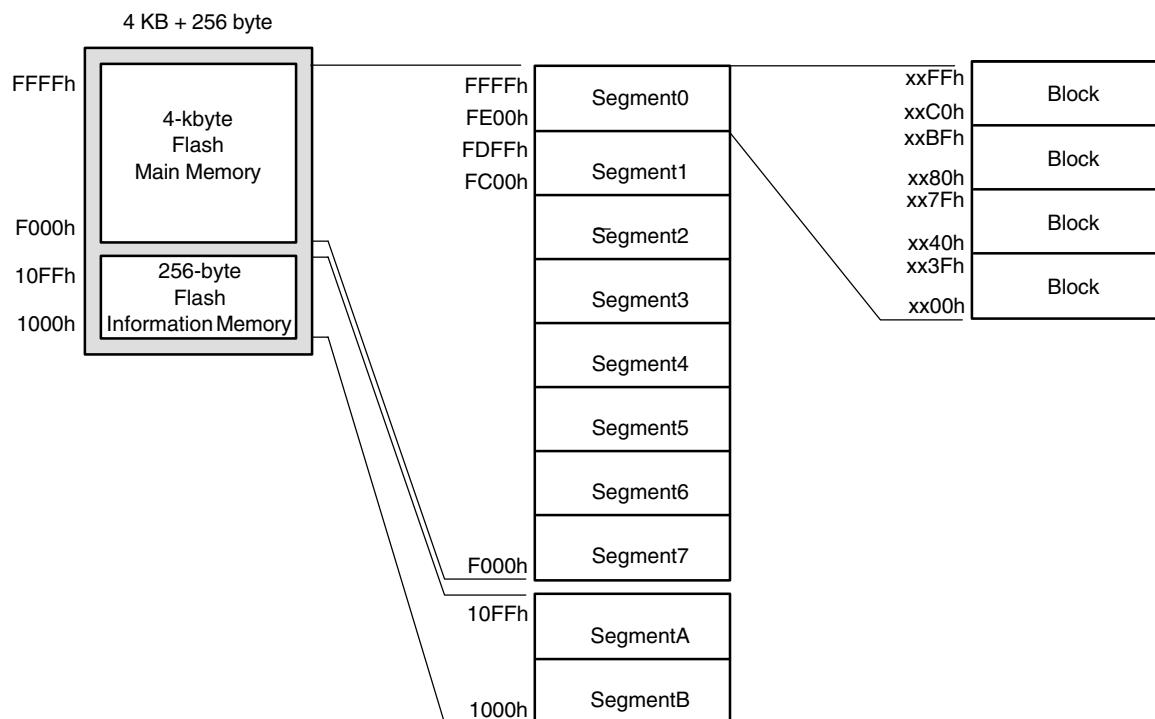 4 KB + 256 byte
FFFFh
4-kbyte
Flash
Main Memory
F000h
10FFh
256-byte
Flash
Information Memory
1000h
FFFFh
Segment0
FE00h
FDFFh
Segment1
FC00h
Segment2
Segment3
Segment4
Segment5
Segment6
Segment7
F000h
10FFh
SegmentA
SegmentB
1000h
xxFFh
Block
xxC0h
xxBFh
Block
xx80h
xx7Fh
Block
xx40h
xx3Fh
Block
xx00h